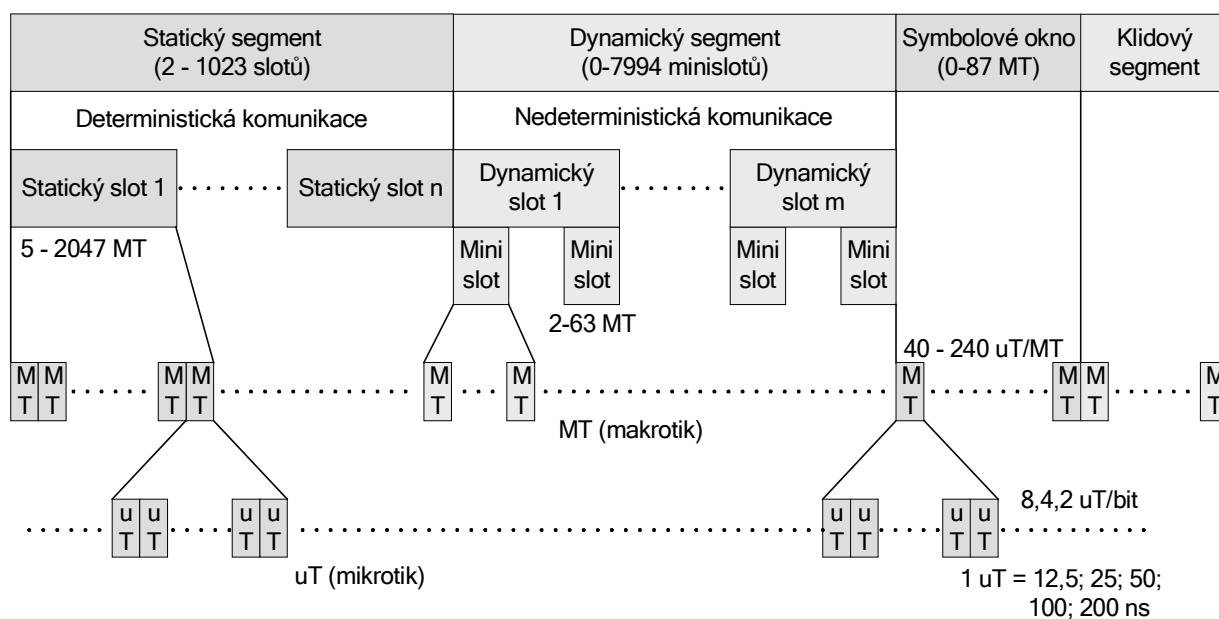 Statický segment
(2 - 1023 slotů)
Dynamický segment
(0-7994 minislotů)
Symbolové okno
(0-87 MT)
Klidový
segment
Deterministická komunikace
Nedeterministická komunikace
Statický slot 1
Statický slot n
Dynamický
slot 1
Dynamický
slot m
5 - 2047 MT
Mini
slot
Mini
slot
Mini
slot
Mini
slot
2-63 MT
40 - 240 uT/MT
M
T
M
T
M
T
M
T
M
T
M
T
M
T
M
T
M
T
M
T
MT (makrotik)
u
T
u
T
u
T
u
T
u
T
u
T
u
T
u
T
8,4,2 uT/bit
uT (mikrotik)
1 uT = 12,5; 25; 50;
100; 200 ns